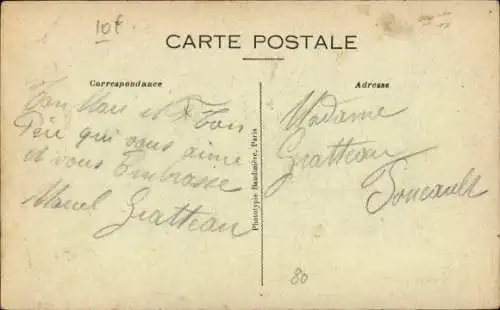 10f
CARTE POSTALE
Correspondance
Adresse
Ton Mari et Ton
Père qui vous aime
et vous Embrasse
Marcel Gratteau
Madame
Gratteau
Foucault
Phototypie Baudinière, Paris
80